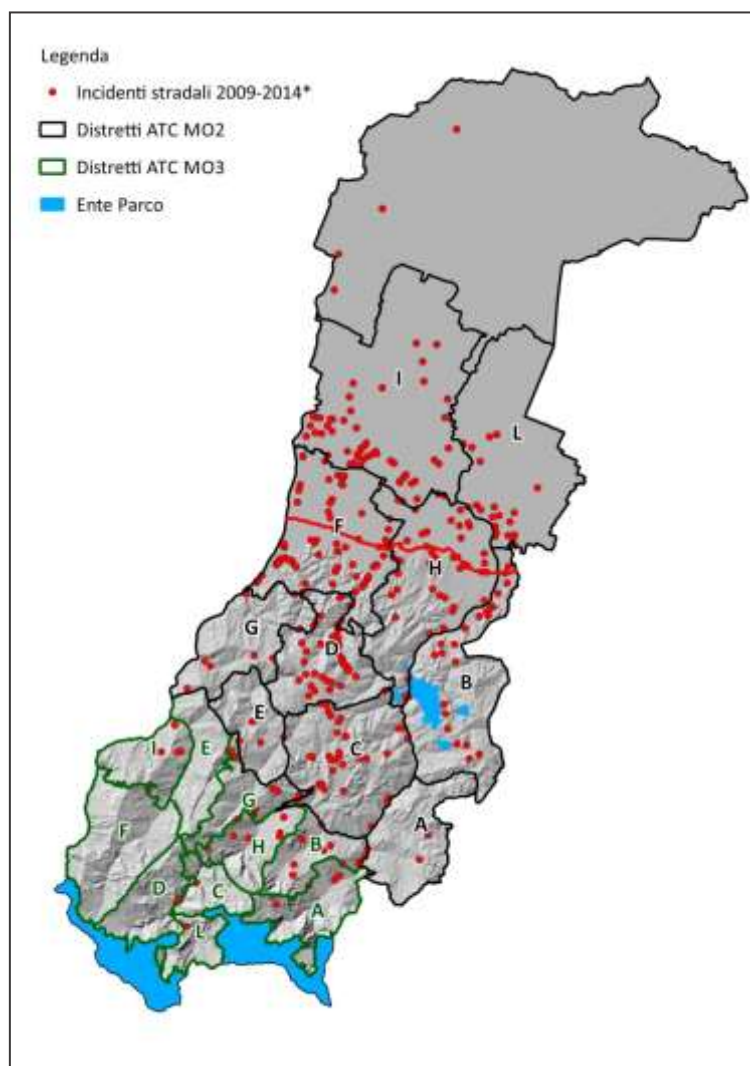 Legenda
Incidenti stradali 2009-2014*
Distretti ATC MO2
Distretti ATC MO3
Ente Parco
I
L
F
H
G
D
B
E
C
I
E
G
A
F
H
B
D
C
A
L